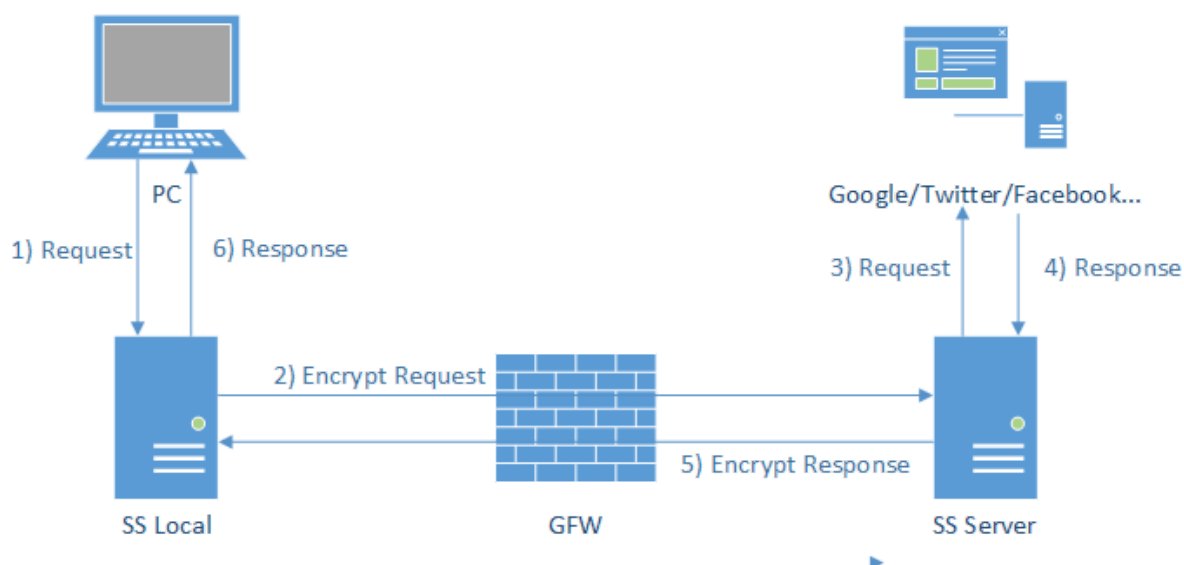 PC
Google/Twitter/Facebook...
1) Request
6) Response
3) Request
4) Response
2) Encrypt Request
5) Encrypt Response
SS Local
GFW
SS Server